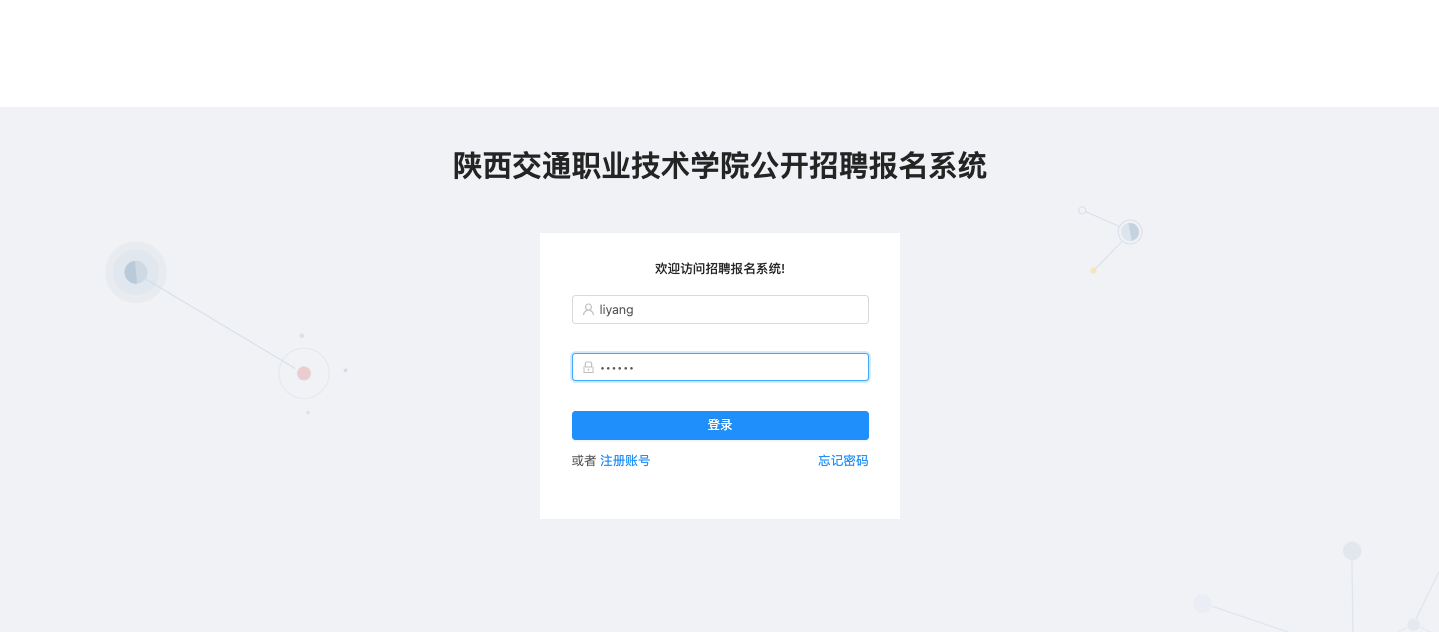 陕西交通职业技术学院公开招聘报名系统
欢迎访问招聘报名系统!
liyang
••••••
登录
或者 注册账号 忘记密码